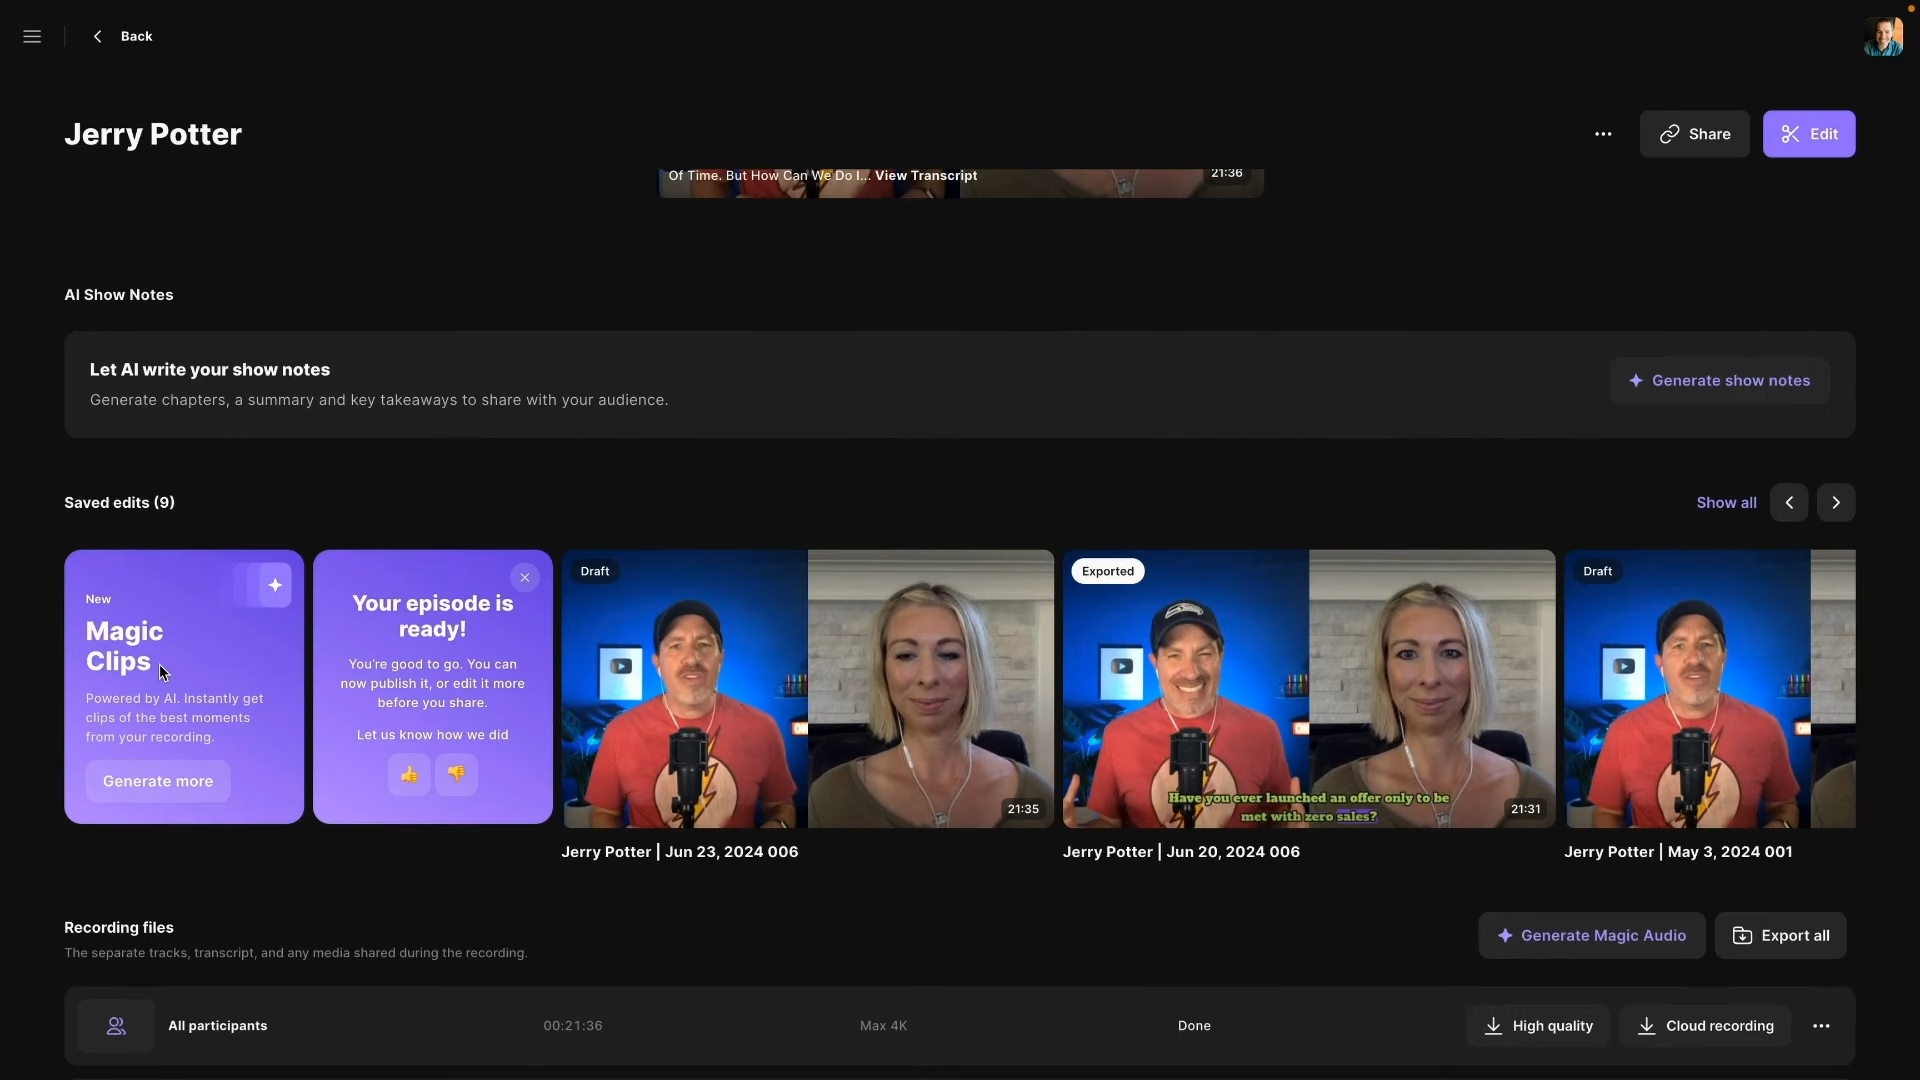 Back
Jerry Potter
Share
Edit
Of Time. But How Can We Do I... View Transcript
21:36
AI Show Notes
Let AI write your show notes
Generate chapters, a summary and key takeaways to share with your audience.
Generate show notes
Saved edits (9)
Show all
New
Magic
Clips
Powered by AI. Instantly get
clips of the best moments
from your recording.
Generate more
Your episode is
ready!
You're good to go. You can
now publish it, or edit it more
before you share.
Let us know how we did
Draft
21:35
Jerry Potter | Jun 23, 2024 006
Exported
Have you ever launched an offer only to be
met with zero sales?
21:31
Jerry Potter | Jun 20, 2024 006
Draft
Jerry Potter | May 3, 2024 001
Recording files
The separate tracks, transcript, and any media shared during the recording.
Generate Magic Audio
Export all
All participants
00:21:36
Max 4K
Done
High quality
Cloud recording